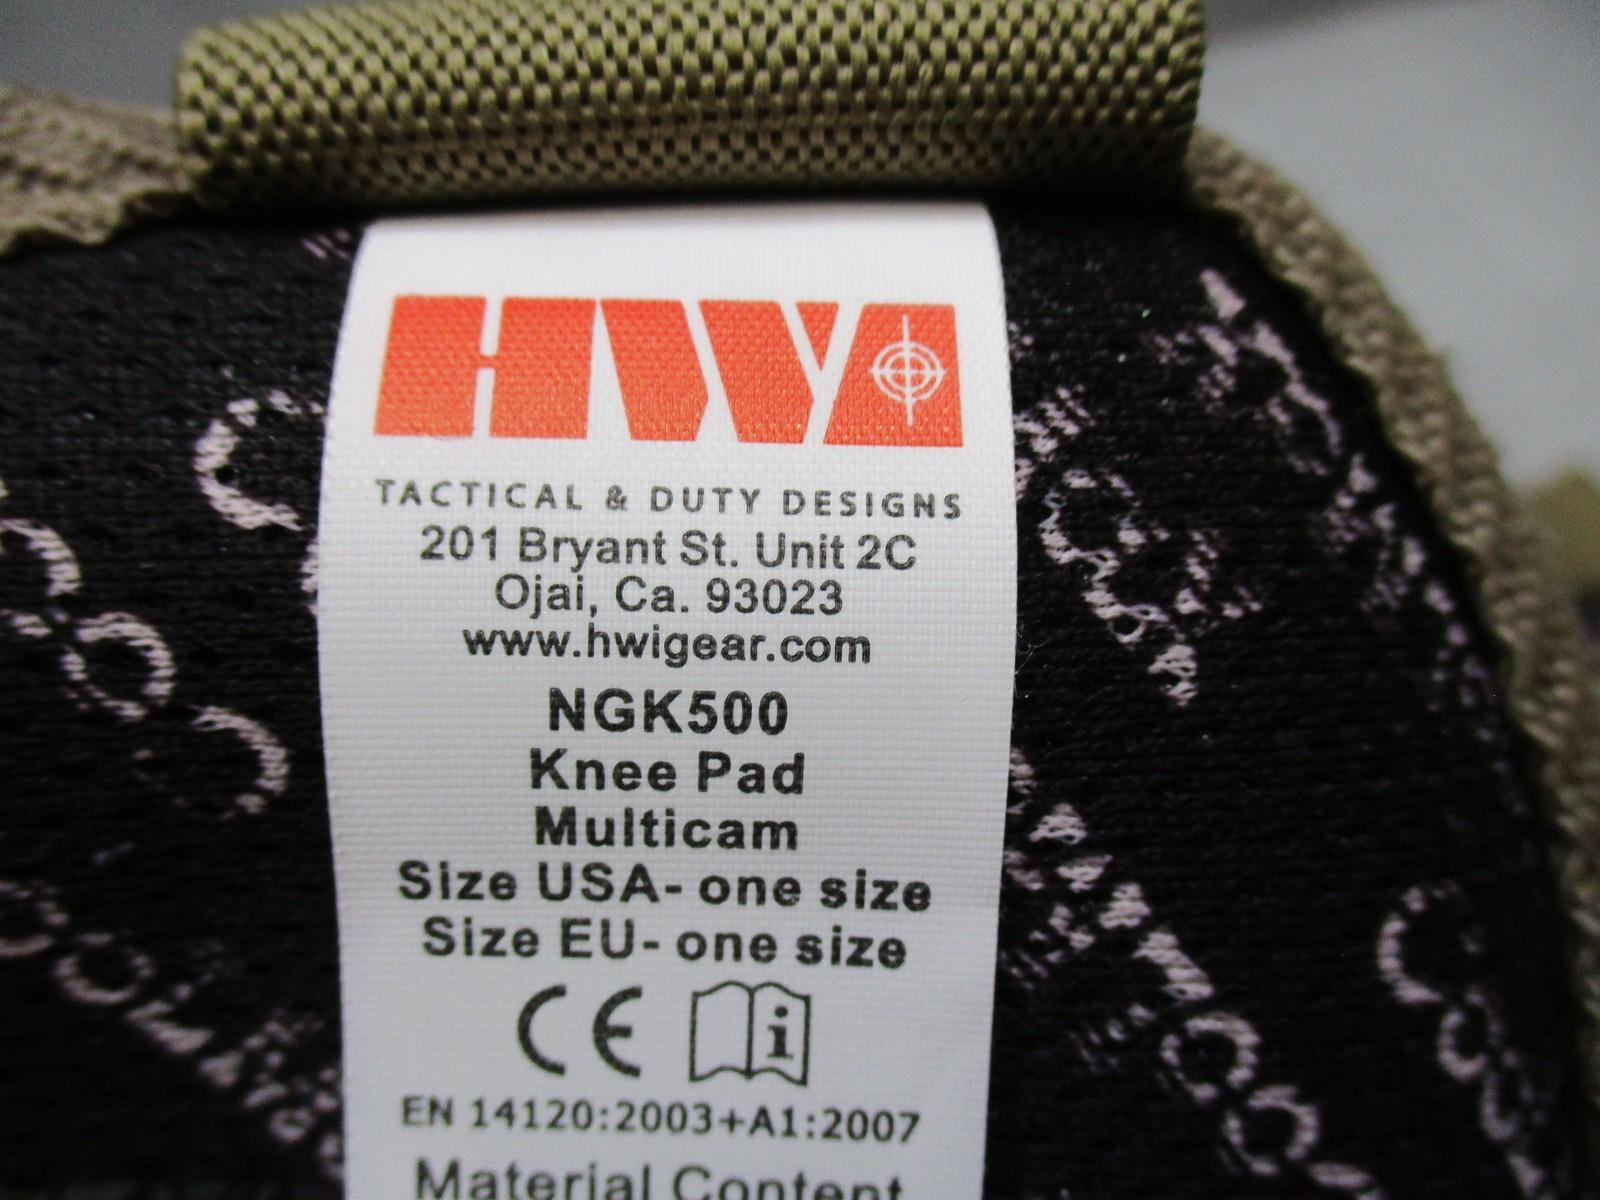 HWI
TACTICAL & DUTY DESIGNS
201 Bryant St. Unit 2C
Ojai, Ca. 93023
www.hwigear.com
NGK500
Knee Pad
Multicam
Size USA- one size
Size EU- one size
CE i
EN 14120:2003+A1:2007
Material Content